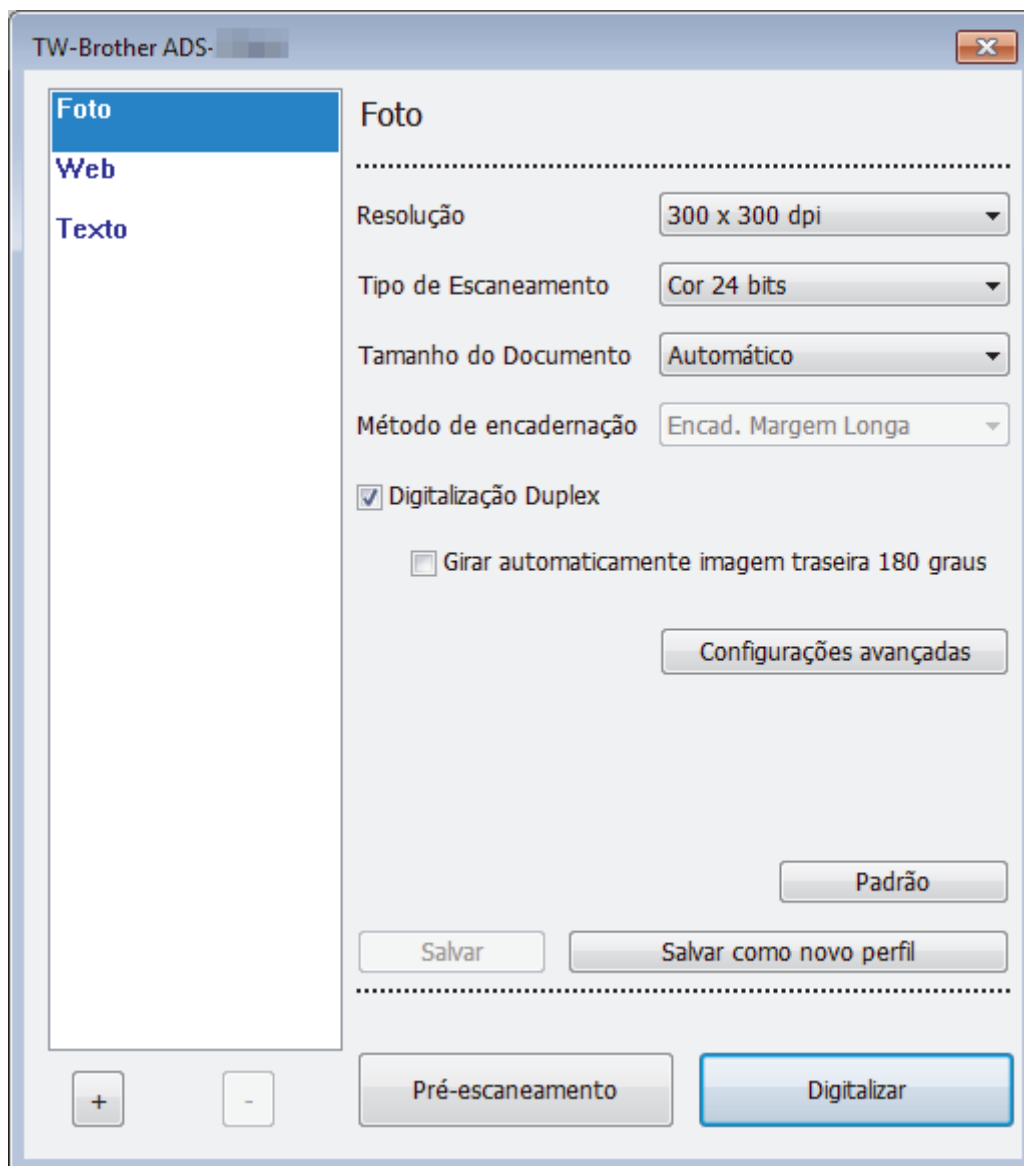 TW-Brother ADS-
Foto
Web
Texto
Foto
Resolução 300 x 300 dpi
Tipo de Escaneamento Cor 24 bits
Tamanho do Documento Automático
Método de encadernação Encad. Margem Longa
Digitalização Duplex
Girar automaticamente imagem traseira 180 graus
Configurações avançadas
Padrão
Salvar Salvar como novo perfil
+ - Pré-escaneamento Digitalizar